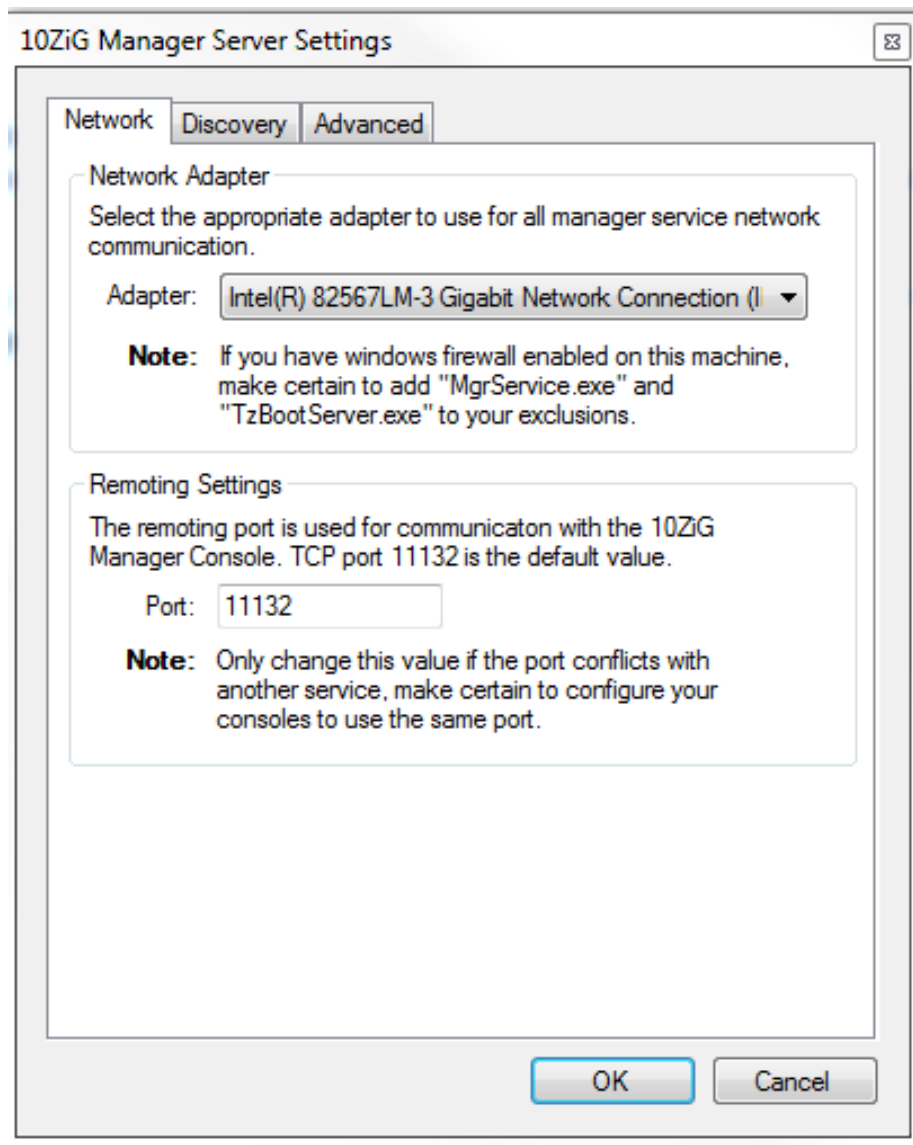 10ZiG Manager Server Settings
Network Discovery Advanced
Network Adapter
Select the appropriate adapter to use for all manager service network
communication.
Adapter: Intel(R) 82567LM-3 Gigabit Network Connection (I
Note: If you have windows firewall enabled on this machine,
make certain to add "MgrService.exe" and
"TzBootServer.exe" to your exclusions.
Remoting Settings
The remoting port is used for communicaton with the 10ZiG
Manager Console. TCP port 11132 is the default value.
Port: 11132
Note: Only change this value if the port conflicts with
another service, make certain to configure your
consoles to use the same port.
OK Cancel